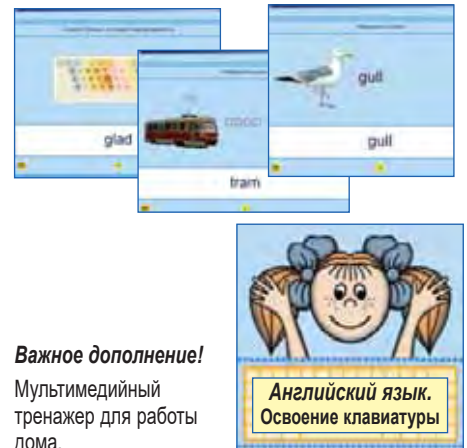 gull
glad
gull
tram
Важное дополнение!
Мультимедийный
тренажер для работы
дома.
Английский язык.
Освоение клавиатуры